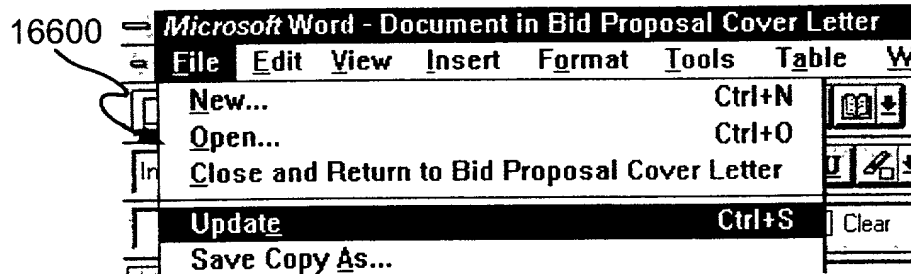 16600
Microsoft Word - Document in Bid Proposal Cover Letter
File Edit View Insert Format Tools Table W
New... Ctrl+N
Open... Ctrl+O
In
Close and Return to Bid Proposal Cover Letter U
Update Ctrl+S Clear
Save Copy As...